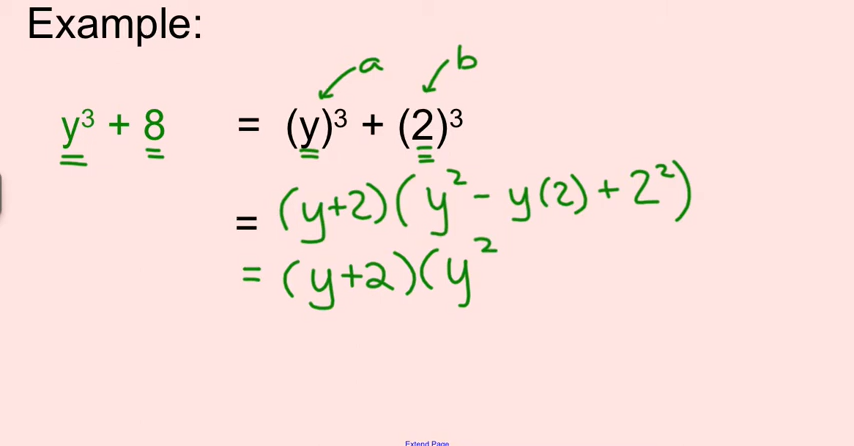 Example:
a b
y³ + 8 = (y)³ + (2)³
= (y+2)(y² - y(2) + 2²)
= (y+2)(y²
Extend Page